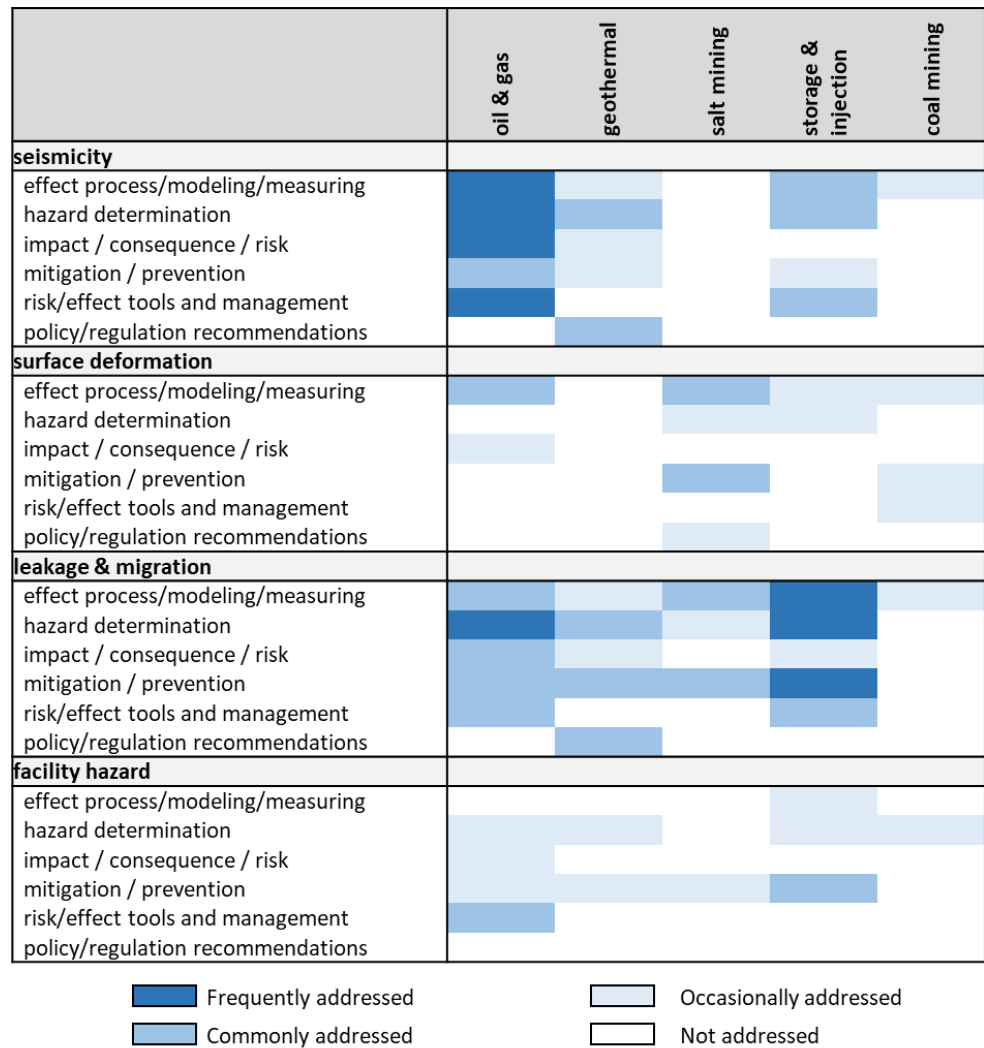 oil & gas
geothermal
salt mining
storage &
injection
coal mining
seismicity
effect process/modeling/measuring
hazard determination
impact / consequence / risk
mitigation / prevention
risk/effect tools and management
policy/regulation recommendations
surface deformation
effect process/modeling/measuring
hazard determination
impact / consequence / risk
mitigation / prevention
risk/effect tools and management
policy/regulation recommendations
leakage & migration
effect process/modeling/measuring
hazard determination
impact / consequence / risk
mitigation / prevention
risk/effect tools and management
policy/regulation recommendations
facility hazard
effect process/modeling/measuring
hazard determination
impact / consequence / risk
mitigation / prevention
risk/effect tools and management
policy/regulation recommendations
Frequently addressed
Occasionally addressed
Commonly addressed
Not addressed